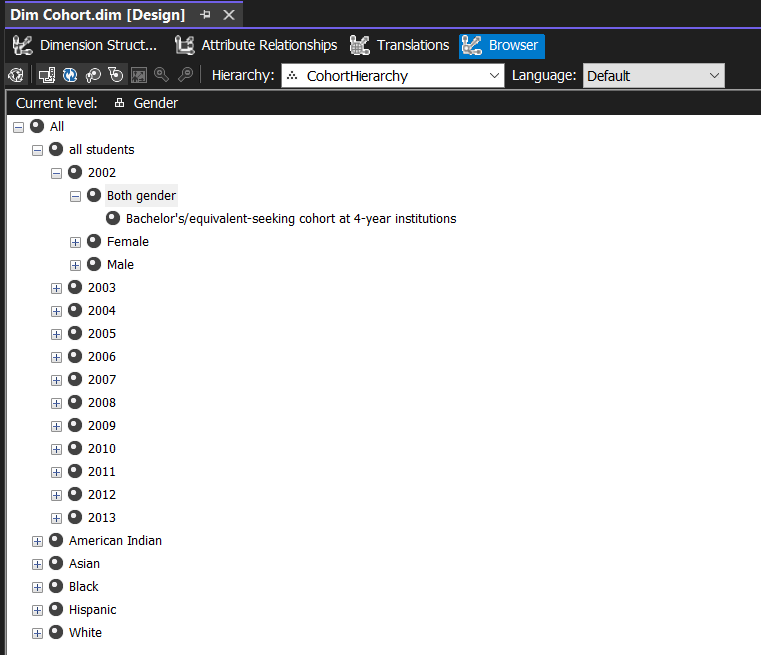 Dim Cohort.dim [Design]
Dimension Struct... Attribute Relationships Translations Browser
Hierarchy: CohortHierarchy Language: Default
Current level: Gender
All
all students
2002
Both gender
Bachelor's/equivalent-seeking cohort at 4-year institutions
Female
Male
2003
2004
2005
2006
2007
2008
2009
2010
2011
2012
2013
American Indian
Asian
Black
Hispanic
White